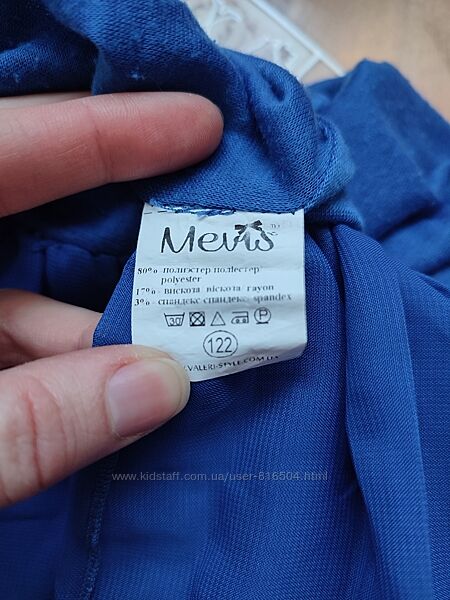 Mevis
80% полиэстер поліестер
polyester
17% вискоза віскоза rayon
3% спандекс спандекс spandex
30 P
122
.VALERI-STYLE.COM.UA
www.kidstaff.com.ua/user-616504.html